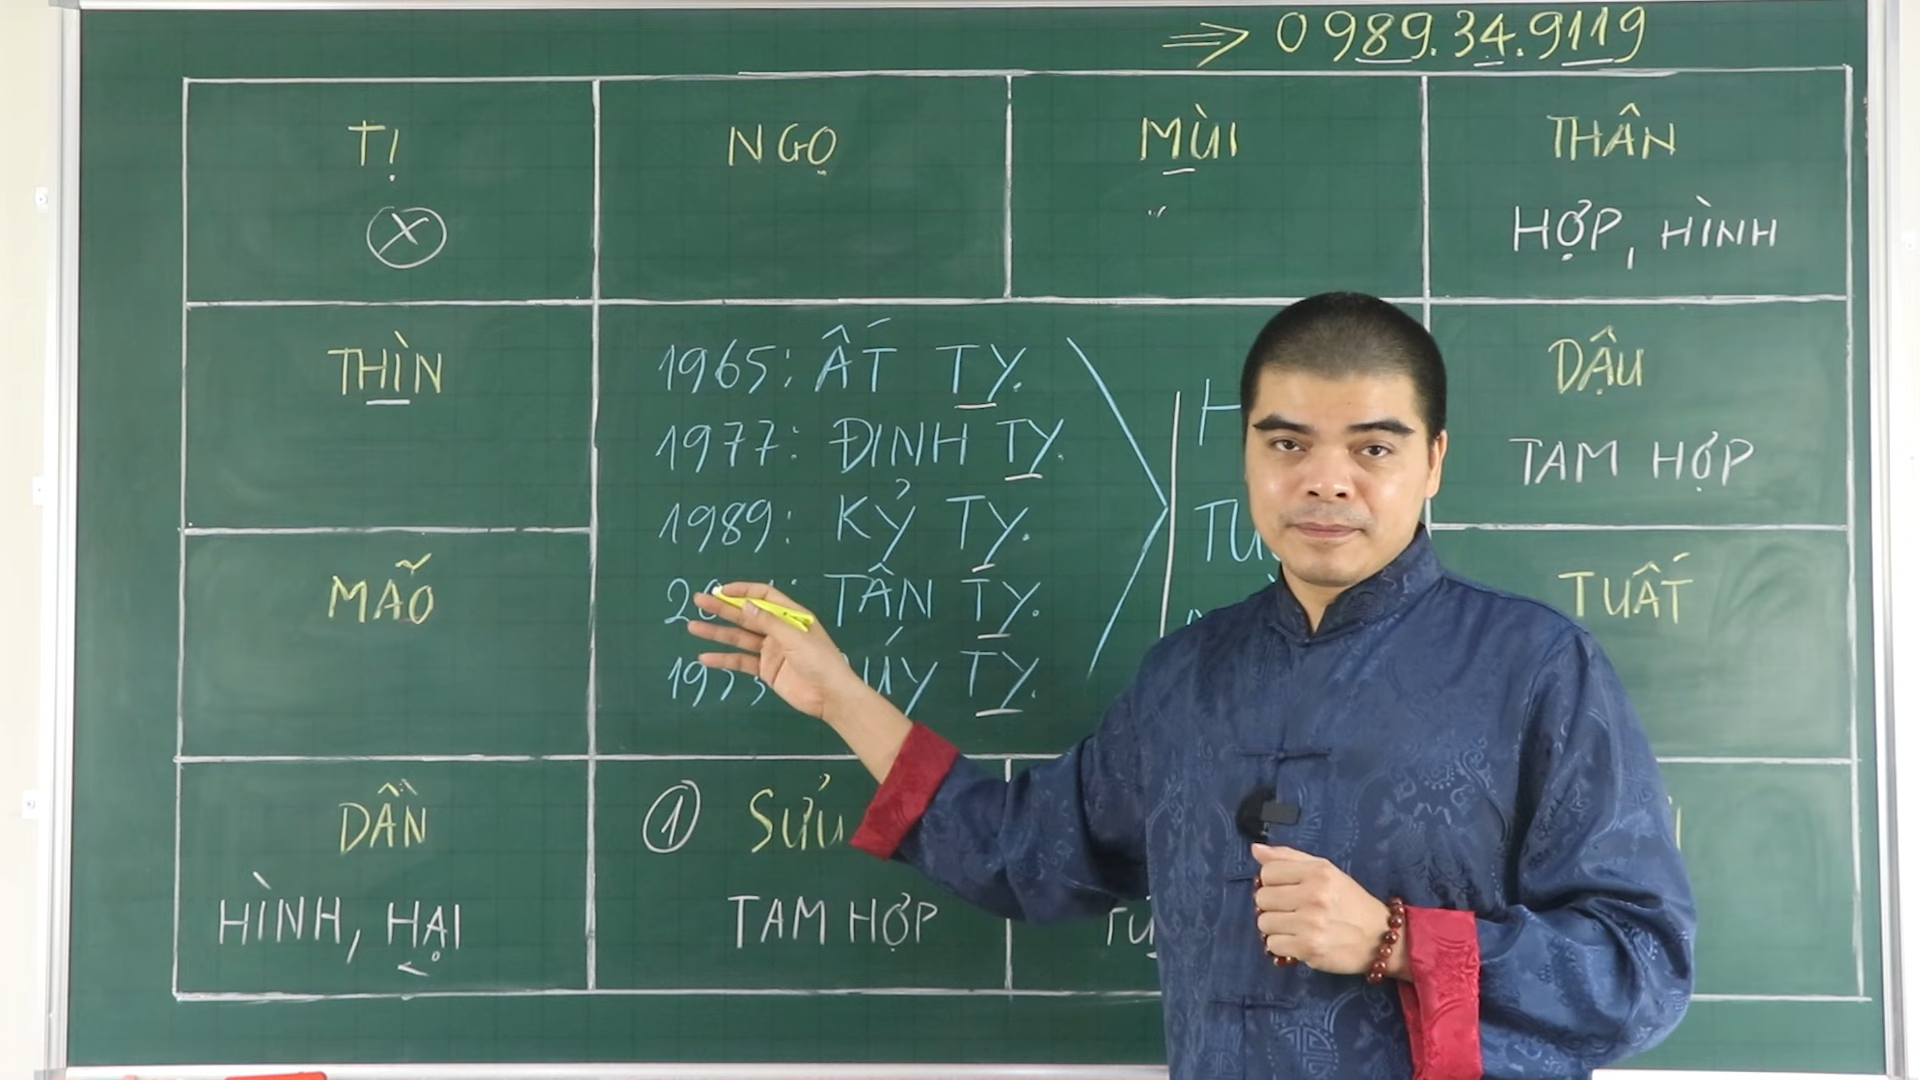 ⇒ 0989.34.9119
TỊ
NGỌ
MÙI
THÂN
HỢP, HÌNH
THÌN
1965: ẤT TỴ.
1977: ĐINH TỴ.
1989: KỶ TỴ.
TÂN TỴ.
TỴ.
DẬU
TAM HỢP
MÃO
TUẤT
DẦN
HÌNH, HẠI
① SỬU
TAM HỢP